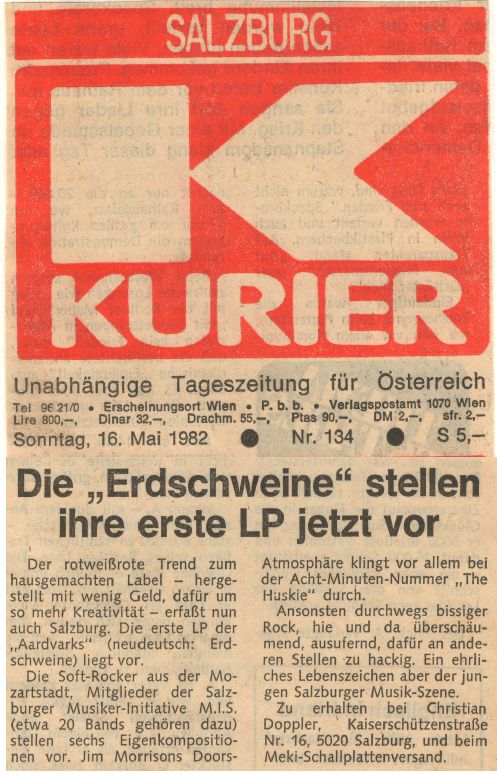 SALZBURG
KURIER
Unabhängige Tageszeitung für Österreich
Tel 96 21/0 • Erscheinungsort Wien • P. b. b. • Verlagspostamt 1070 Wien
Lire 800,–, Dinar 32,–, Drachm. 55,–, Ptas 90,–, DM 2,–, sfr. 2,–
Sonntag, 16. Mai 1982 ● Nr. 134 ● S 5,–
Die „Erdschweine“ stellen
ihre erste LP jetzt vor
Der rotweißrote Trend zum
hausgemachten Label – herge-
stellt mit wenig Geld, dafür um
so mehr Kreativität – erfaßt nun
auch Salzburg. Die erste LP der
„Aardvarks“ (neudeutsch: Erd-
schweine) liegt vor.
Die Soft-Rocker aus der Mo-
zartstadt, Mitglieder der Salz-
burger Musiker-Initiative M.I.S.
(etwa 20 Bands gehören dazu)
stellen sechs Eigenkompositio-
nen vor. Jim Morrisons Doors-
Atmosphäre klingt vor allem bei
der Acht-Minuten-Nummer „The
Huskie“ durch.
Ansonsten durchwegs bissiger
Rock, hie und da überschäu-
mend, ausufernd, dafür an ande-
ren Stellen zu hackig. Ein ehrli-
ches Lebenszeichen aber der jun-
gen Salzburger Musik-Szene.
Zu erhalten bei Christian
Doppler, Kaiserschützenstraße
Nr. 16, 5020 Salzburg, und beim
Meki-Schallplattenversand.